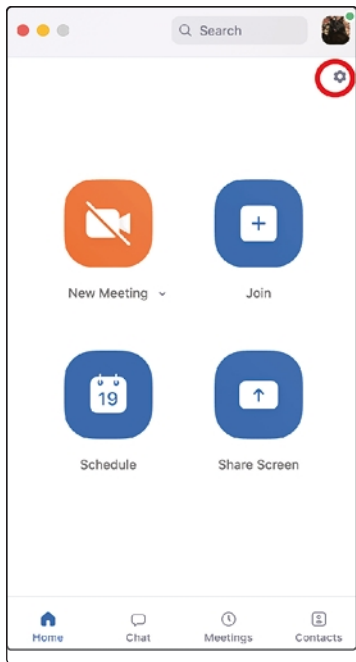 Search
New Meeting
Join
19
Schedule
Share Screen
Home
Chat
Meetings
Contacts